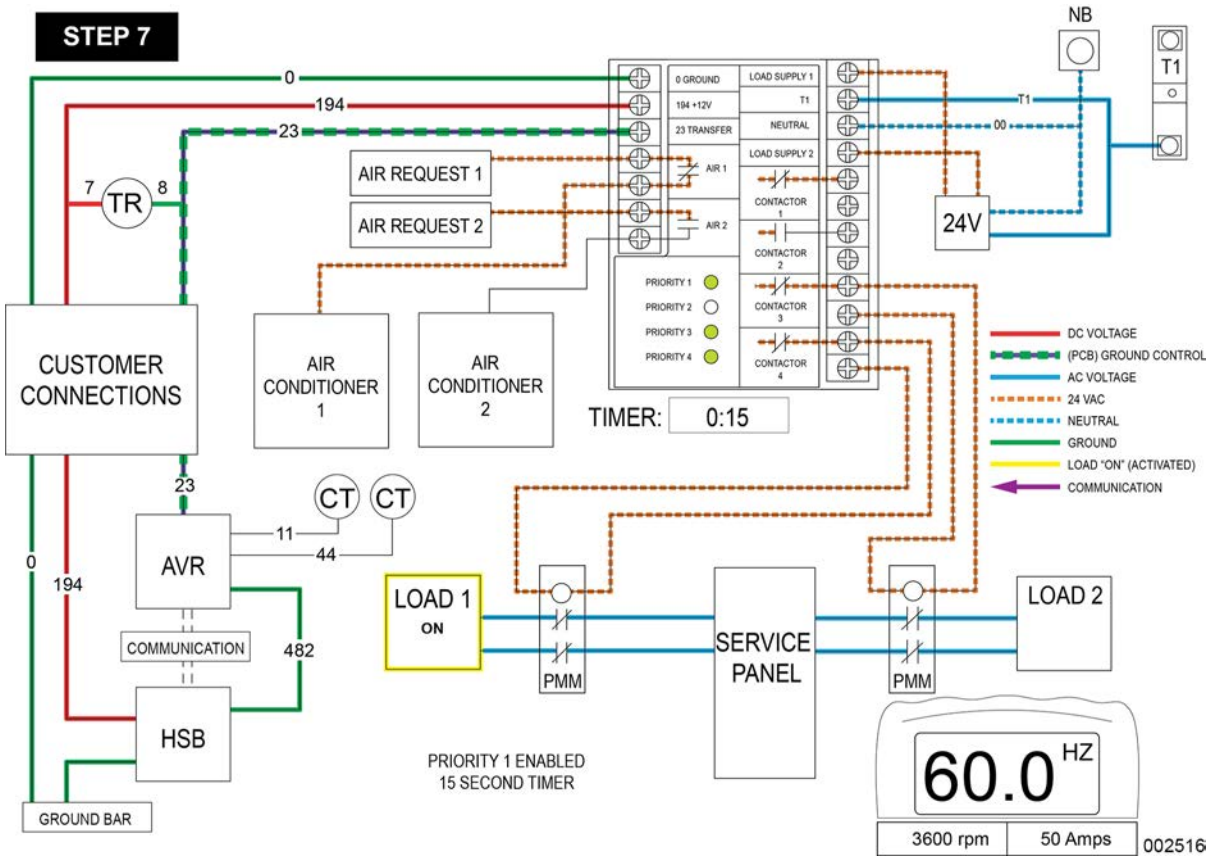 STEP 7
NB
T1
0
194
23
7
TR
8
0 GROUND
194 +12V
23 TRANSFER
AIR 1
AIR 2
LOAD SUPPLY 1
T1
NEUTRAL
LOAD SUPPLY 2
CONTACTOR
1
CONTACTOR
2
CONTACTOR
3
CONTACTOR
4
PRIORITY 1
PRIORITY 2
PRIORITY 3
PRIORITY 4
T1
00
24V
AIR REQUEST 1
AIR REQUEST 2
CUSTOMER
CONNECTIONS
AIR
CONDITIONER
1
AIR
CONDITIONER
2
TIMER: 0:15
DC VOLTAGE
(PCB) GROUND CONTROL
AC VOLTAGE
24 VAC
NEUTRAL
GROUND
LOAD "ON" (ACTIVATED)
COMMUNICATION
23
CT
CT
11
44
AVR
0
194
COMMUNICATION
482
HSB
GROUND BAR
LOAD 1
ON
PMM
SERVICE
PANEL
PMM
LOAD 2
PRIORITY 1 ENABLED
15 SECOND TIMER
60.0 HZ
3600 rpm
50 Amps
002516